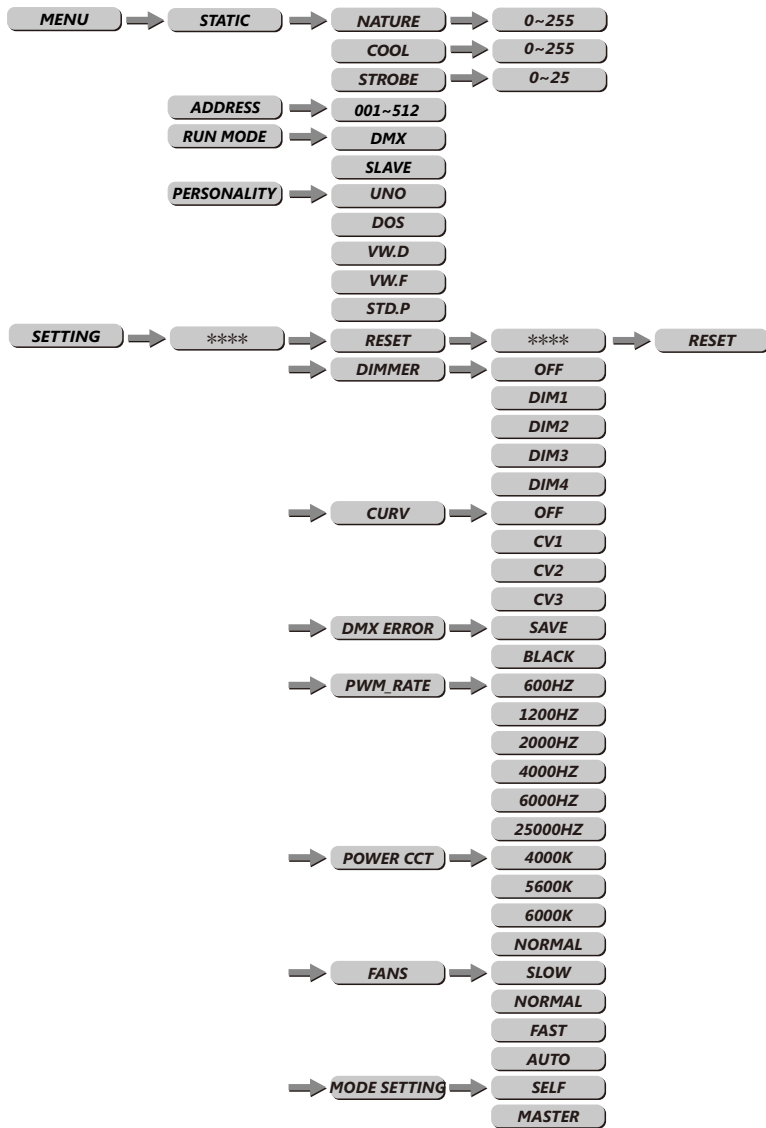 MENU STATIC NATURE 0~255
COOL 0~255
STROBE 0~25
ADDRESS 001~512
RUN MODE DMX
SLAVE
PERSONALITY UNO
DOS
VW.D
VW.F
STD.P
SETTING **** RESET **** RESET
DIMMER OFF
DIM1
DIM2
DIM3
DIM4
CURV OFF
CV1
CV2
CV3
DMX ERROR SAVE
BLACK
PWM_RATE 600HZ
1200HZ
2000HZ
4000HZ
6000HZ
25000HZ
POWER CCT 4000K
5600K
6000K
NORMAL
FANS SLOW
NORMAL
FAST
AUTO
MODE SETTING SELF
MASTER